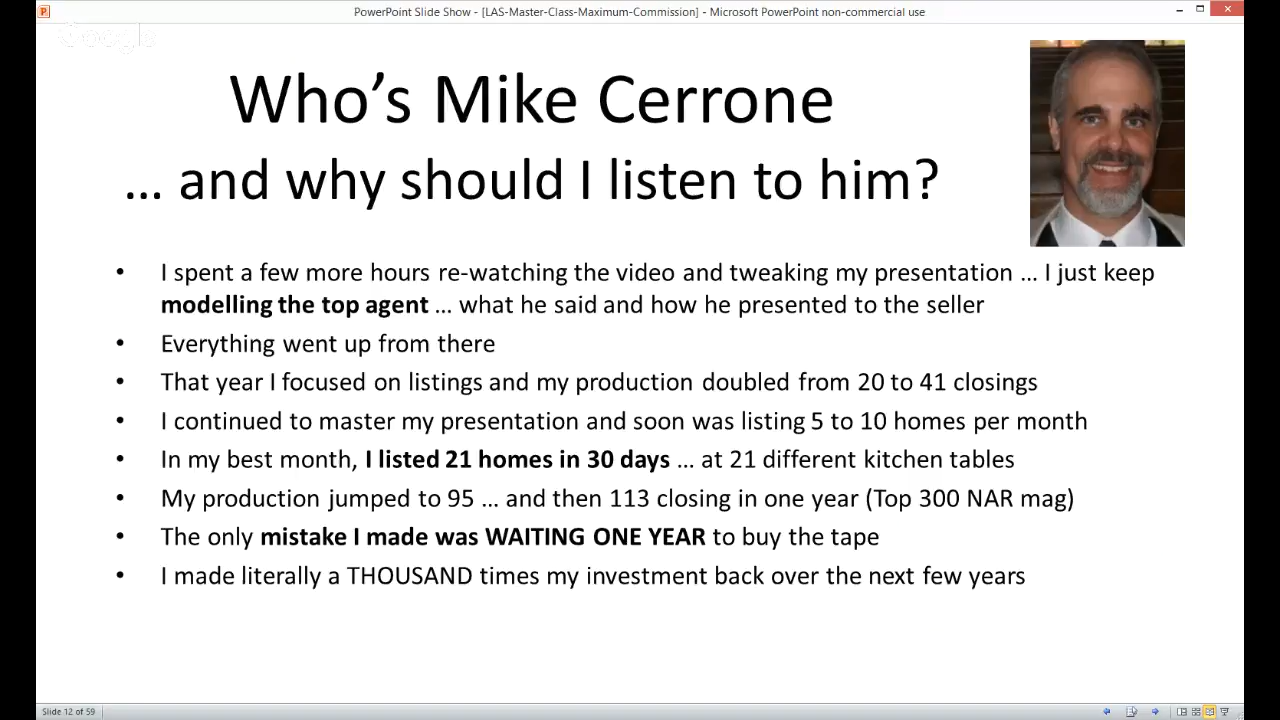 PowerPoint Slide Show - [LAS-Master-Class-Maximum-Commission] - Microsoft PowerPoint non-commercial use
Google
Who's Mike Cerrone
… and why should I listen to him?
• I spent a few more hours re-watching the video and tweaking my presentation … I just keep
modelling the top agent … what he said and how he presented to the seller
• Everything went up from there
• That year I focused on listings and my production doubled from 20 to 41 closings
• I continued to master my presentation and soon was listing 5 to 10 homes per month
• In my best month, I listed 21 homes in 30 days … at 21 different kitchen tables
• My production jumped to 95 … and then 113 closing in one year (Top 300 NAR mag)
• The only mistake I made was WAITING ONE YEAR to buy the tape
• I made literally a THOUSAND times my investment back over the next few years
Slide 12 of 59